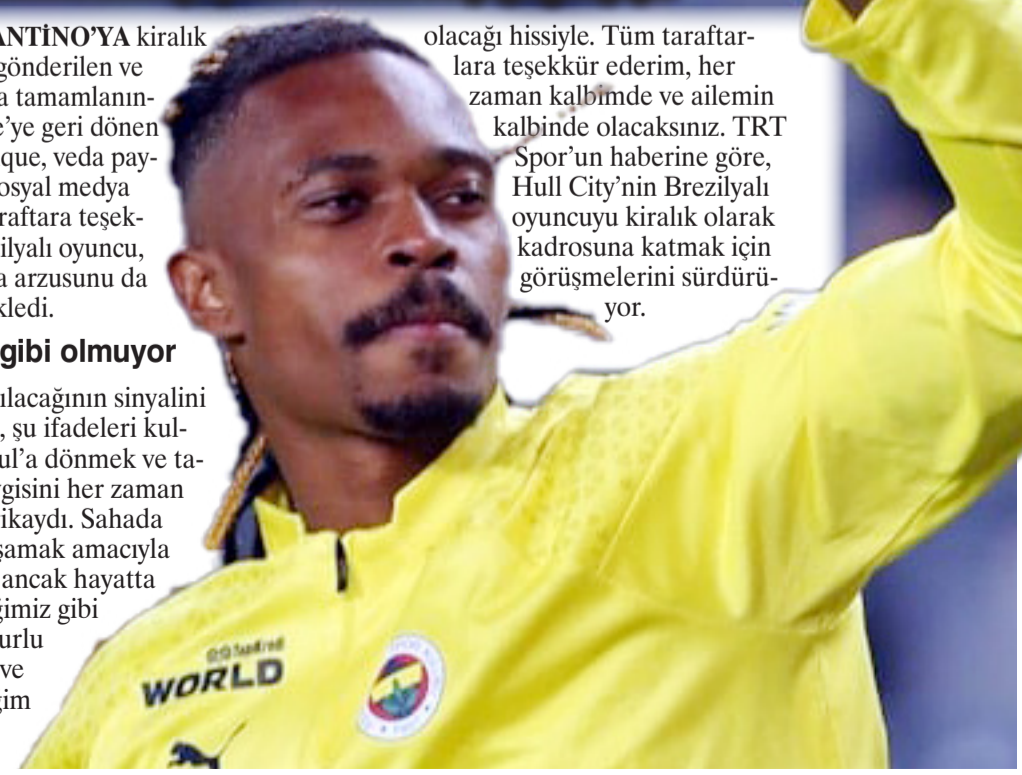 ANTİNO’YA kiralık
gönderilen ve
a tamamlanın-
e’ye geri dönen
que, veda pay-
osyal medya
raftara teşek-
ilyalı oyuncu,
a arzusunu da
kledi.
gibi olmuyor
ılacağının sinyalini
, şu ifadeleri kul-
ul’a dönmek ve ta-
vgisini her zaman
ikaydı. Sahada
şamak amacıyla
ancak hayatta
ğimiz gibi
urlu
ve
ğim
olacağı hissiyle. Tüm taraftar-
lara teşekkür ederim, her
zaman kalbimde ve ailemin
kalbinde olacaksınız. TRT
Spor’un haberine göre,
Hull City’nin Brezilyalı
oyuncuyu kiralık olarak
kadrosuna katmak için
görüşmelerini sürdürü-
yor.
WORLD